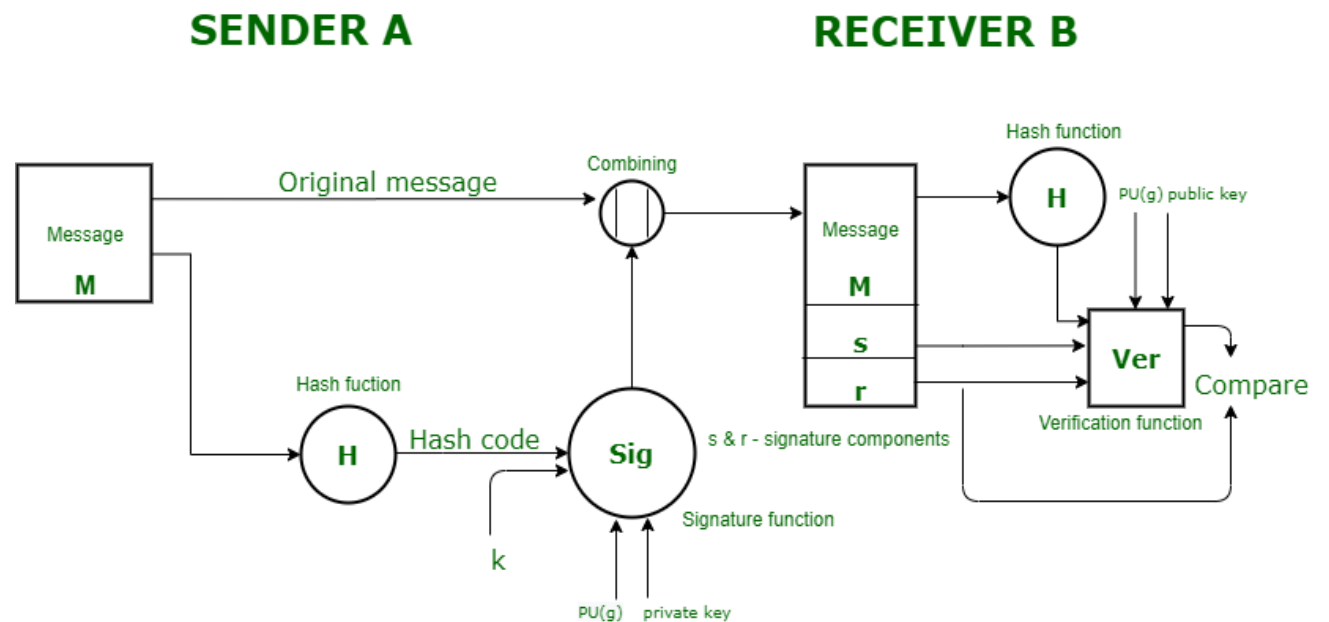 SENDER A
RECEIVER B
Hash function
Combining
Original message
H
PU(g) public key
Message
M
Message
M
s
r
Ver
Compare
Verification function
Hash fuction
H
Hash code
Sig
s & r - signature components
Signature function
k
PU(g)
private key